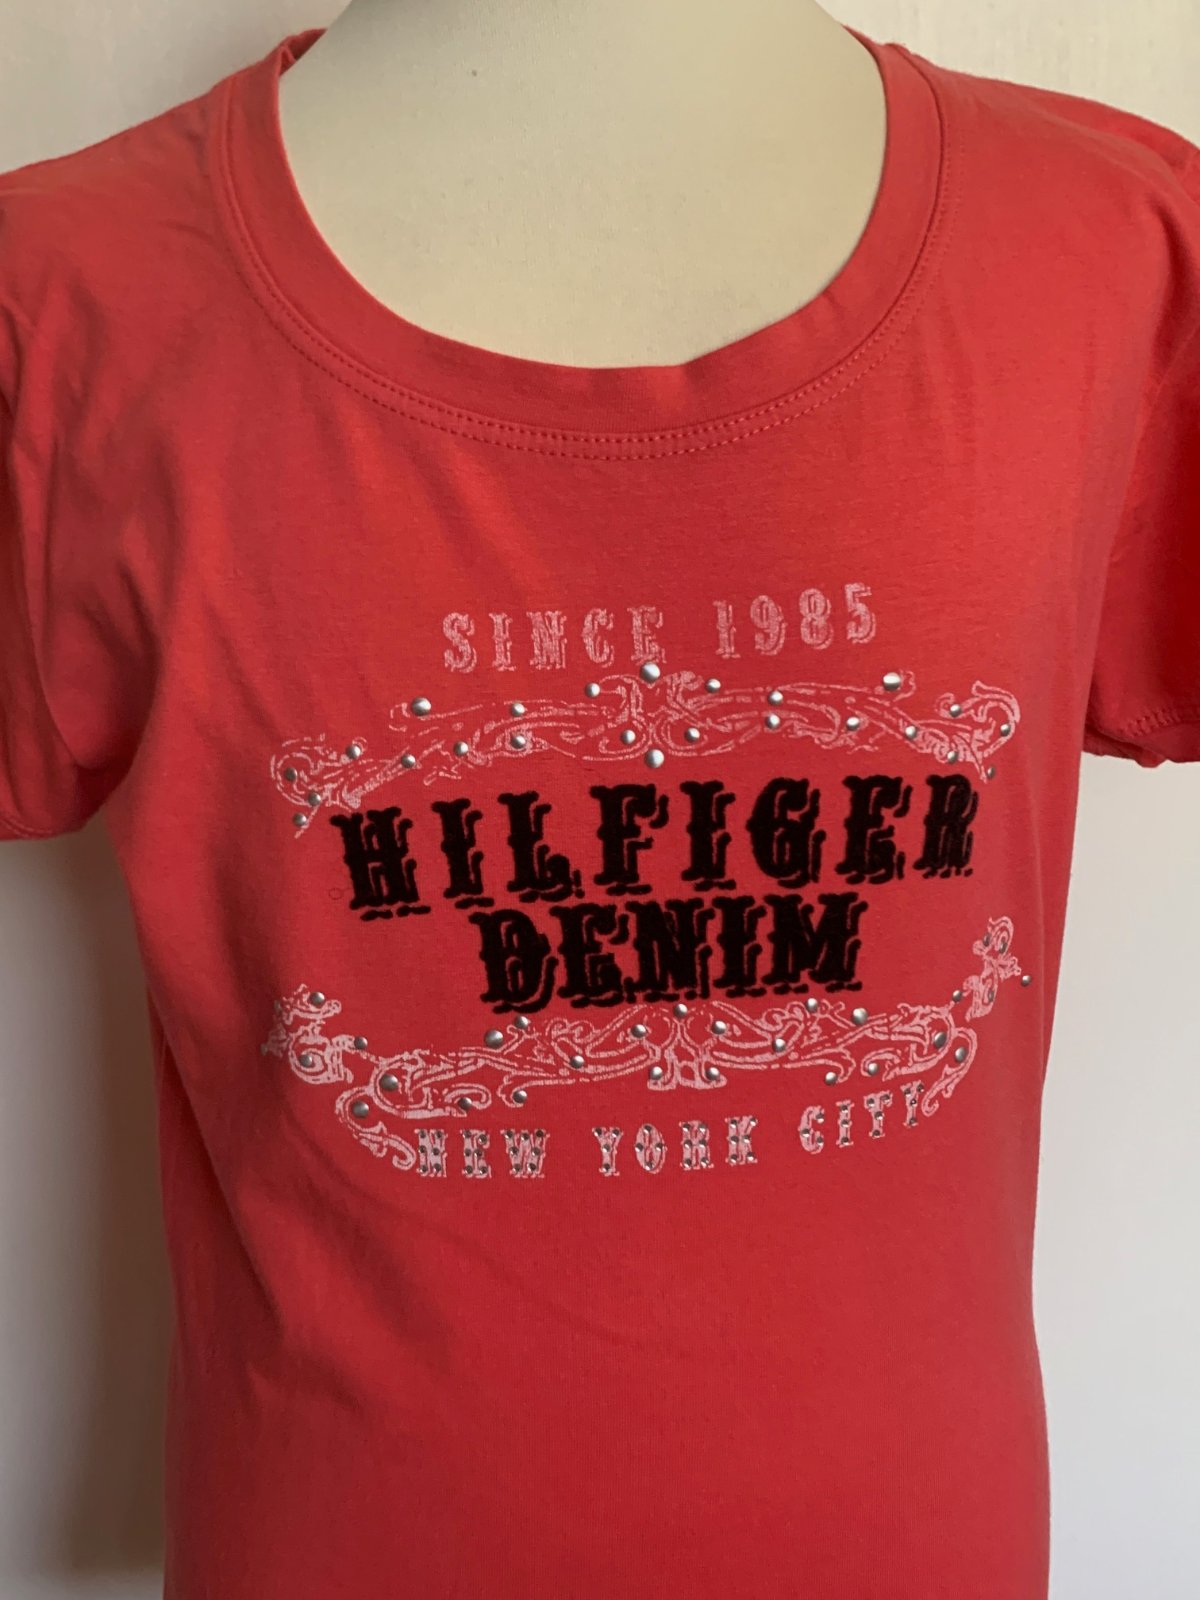 SINCE 1985
HILFIGER
DENIM
NEW YORK CITY